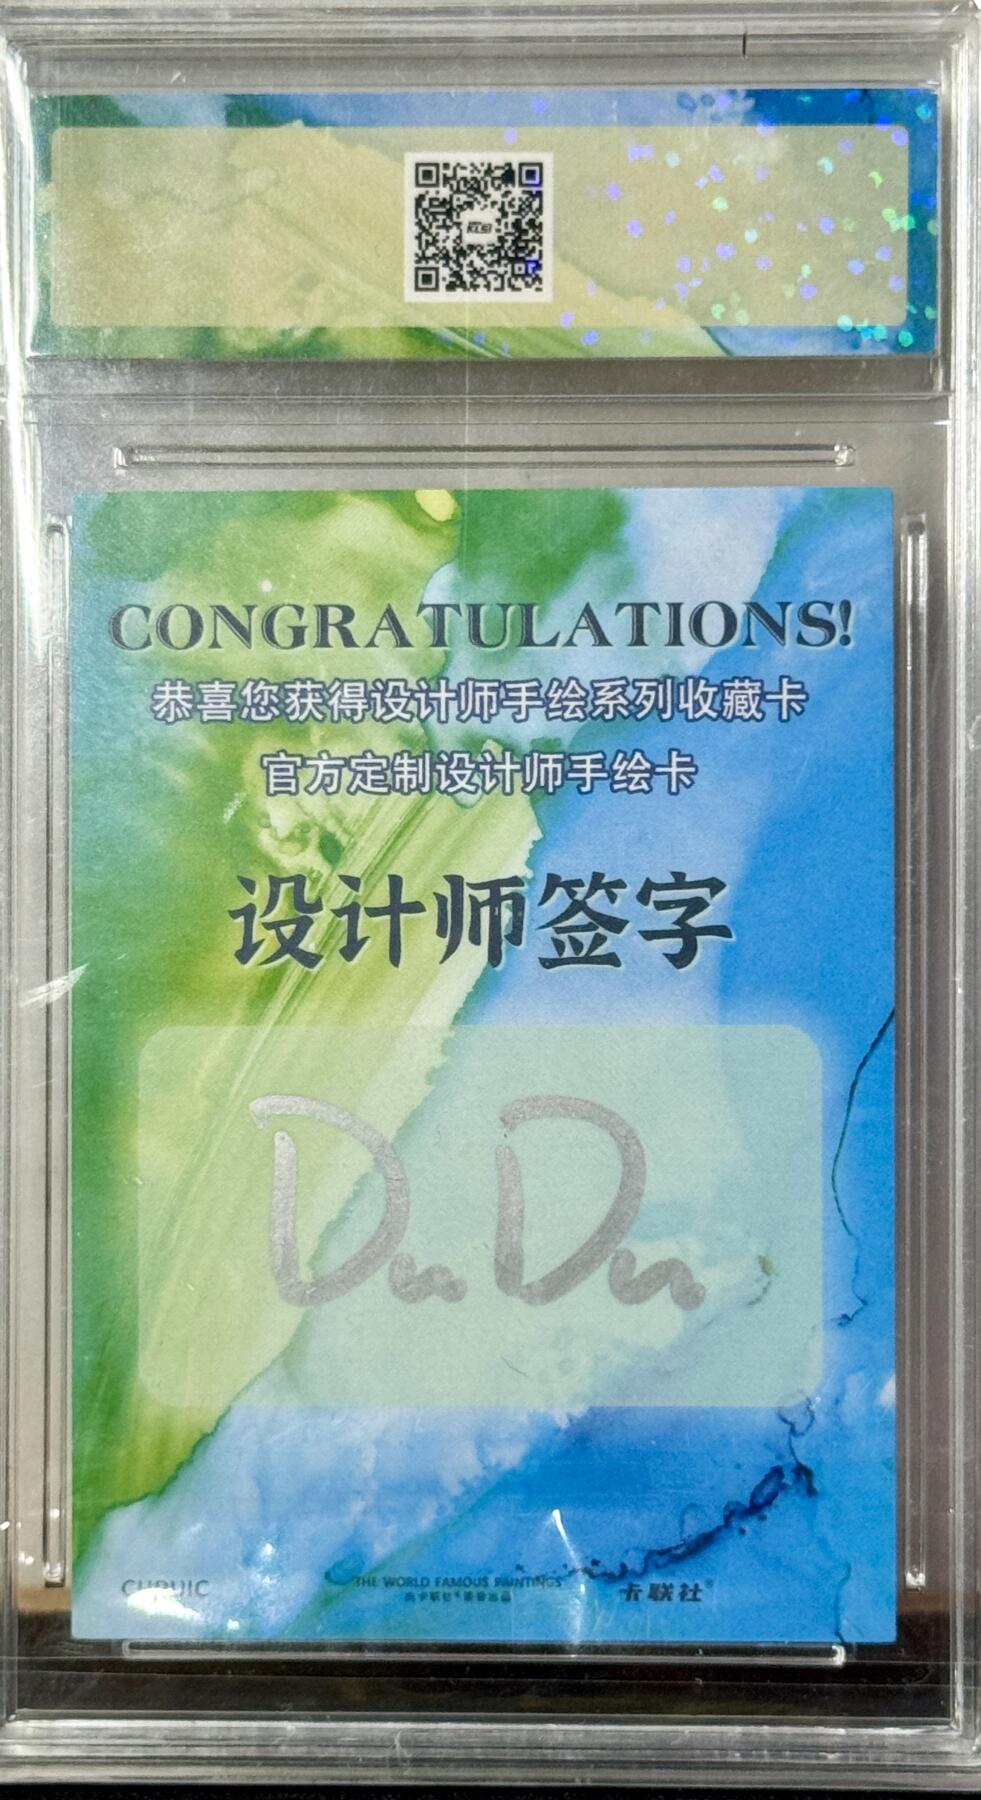 CONGRATULATIONS!
恭喜您获得设计师手绘系列收藏卡
官方定制设计师手绘卡
设计师签字
DuDu
THE WORLD FAMOUS PAINTINGS
卡联社®